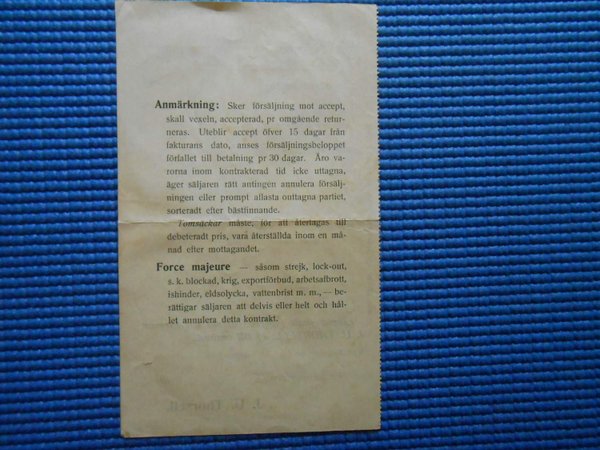 Anmärkning: Sker försäljning mot accept,
skall vexeln, accepterad, pr omgående retur-
neras. Uteblir accept öfver 15 dagar från
fakturans dato, anses försäljningsbeloppet
förfallet till betalning pr 30 dagar. Äro va-
rorna inom kontrakterad tid icke uttagna,
äger säljaren rätt antingen annulera försälj-
ningen eller prompt aflasta outtagna partiet,
sorteradt efter bästfinnande.
Tomsäckar måste, för att återtagas till
debeteradt pris, vara återställda inom en må-
nad efter mottagandet.
Force majeure — såsom strejk, lock-out,
s. k. blockad, krig, exportförbud, arbetsafbrott,
ishinder, eldsolycka, vattenbrist m. m., — be-
rättigar säljaren att delvis eller helt och hål-
let annulera detta kontrakt.